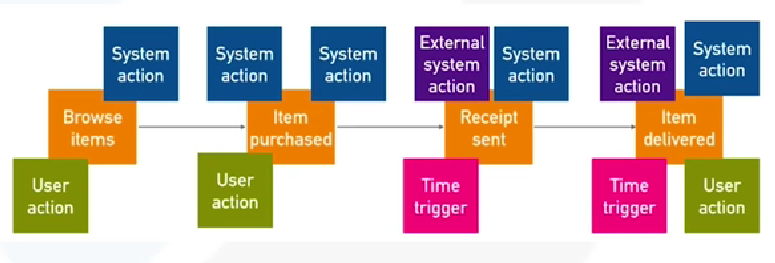 System
action
System
action
System
action
External
system
action
System
action
External
system
action
System
action
Browse
items
Item
purchased
Receipt
sent
Item
delivered
User
action
User
action
Time
trigger
Time
trigger
User
action